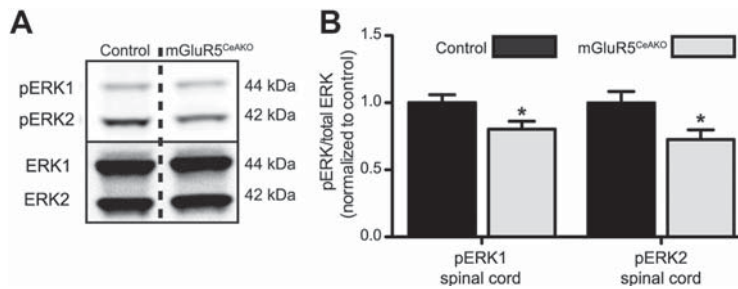 A
Control mGluR5CeAKO
pERK1 44 kDa
pERK2 42 kDa
ERK1 44 kDa
ERK2 42 kDa
B
Control mGluR5CeAKO
pERK/total ERK
(normalized to control)
1.5
1.0
0.5
0.0
* *
pERK1 pERK2
spinal cord spinal cord